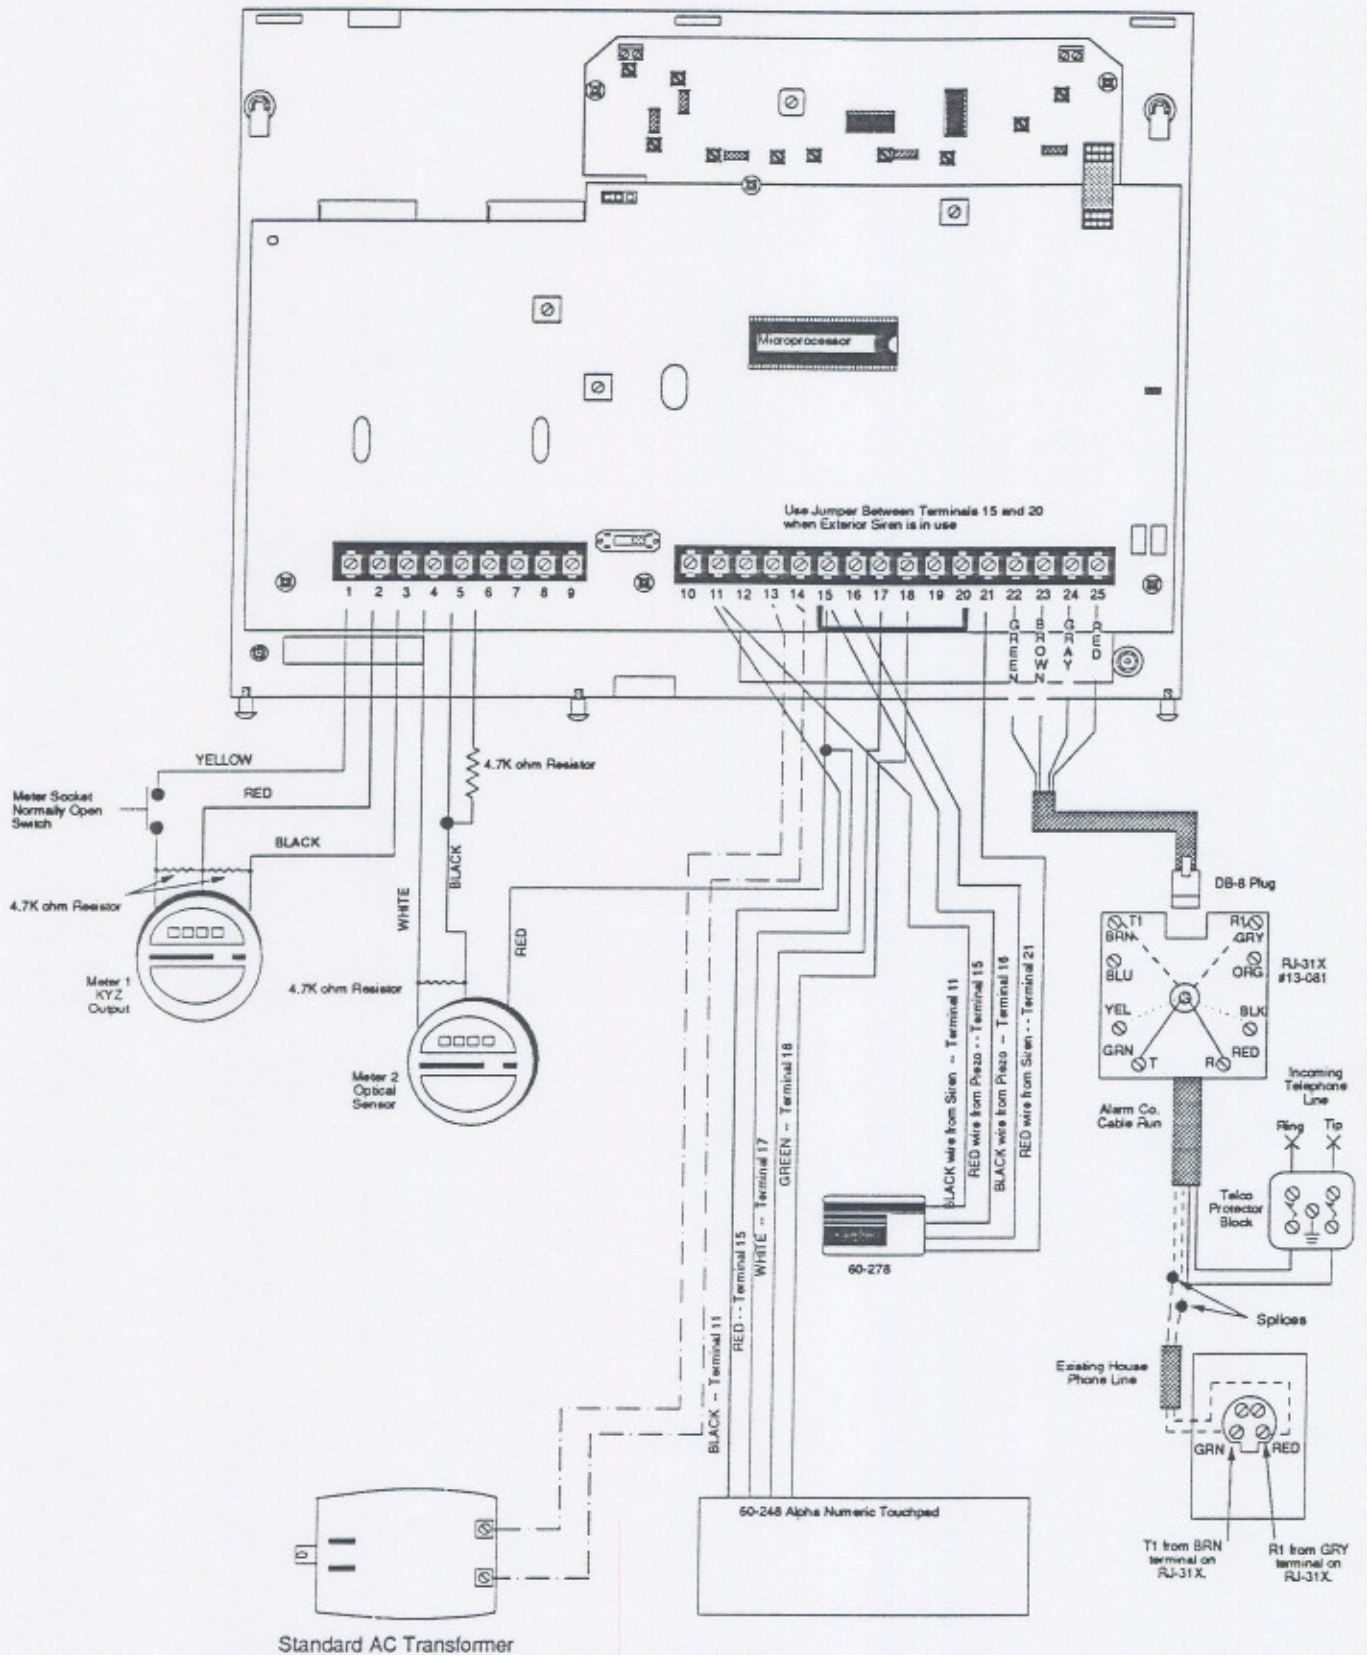 Microprocessor
Use Jumper Between Terminals 15 and 20
when Exterior Siren is in use
1 2 3 4 5 6 7 8 9
10 11 12 13 14 15 16 17 18 19 20 21 22 23 24 25
GREEN
BROWN
GRAY
RED
YELLOW
RED
BLACK
Meter Socket
Normally Open
Switch
4.7K ohm Resistor
4.7K ohm Resistor
WHITE
BLACK
RED
4.7K ohm Resistor
Meter 1
KYZ
Output
Meter 2
Optical
Sensor
DB-8 Plug
T1
BRN
R1
GRY
BLU
ORG
YEL
BLK
GRN
T
R
RED
RJ-31X
#13-081
Alarm Co.
Cable Run
Incoming
Telephone
Line
Ring Tip
Telco
Protector
Block
Splices
Existing House
Phone Line
GRN
RED
T1 from BRN
terminal on
RJ-31X.
R1 from GRY
terminal on
RJ-31X.
BLACK wire from Siren -- Terminal 11
RED wire from Piezo -- Terminal 15
BLACK wire from Piezo -- Terminal 16
RED wire from Siren -- Terminal 21
60-278
BLACK -- Terminal 11
RED -- Terminal 15
WHITE -- Terminal 17
GREEN -- Terminal 18
60-248 Alpha Numeric Touchpad
Standard AC Transformer